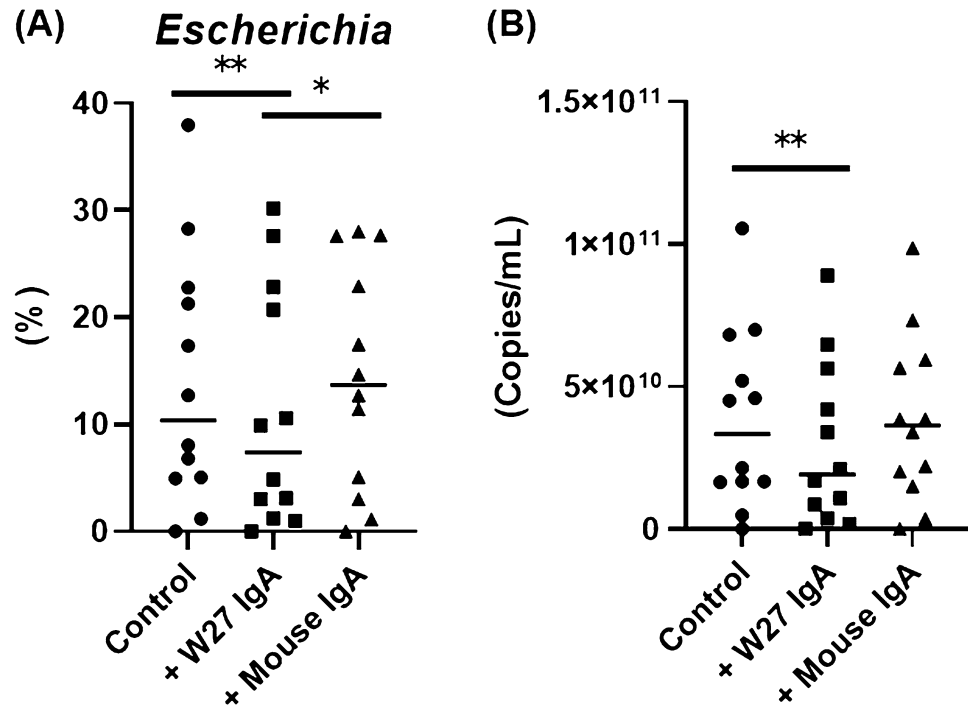 (A)
Escherichia
**
*
40
30
20
10
0
(%)
Control
+ W27 IgA
+ Mouse IgA
(B)
**
1.5×10¹¹
1×10¹¹
5×10¹⁰
0
(Copies/mL)
Control
+ W27 IgA
+ Mouse IgA